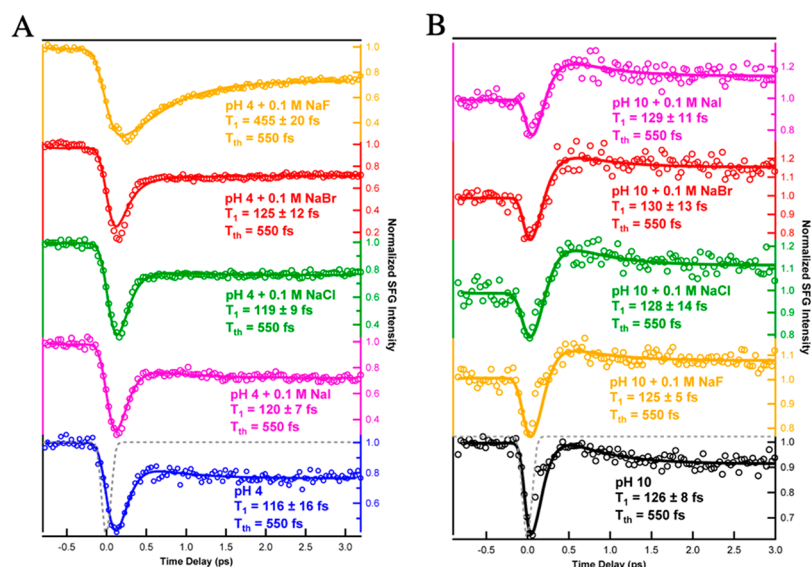 A
B
1.0
0.8
0.6
0.4
pH 4 + 0.1 M NaF
T1 = 455 ± 20 fs
Tth = 550 fs
1.0
0.8
0.6
0.4
0.2
pH 4 + 0.1 M NaBr
T1 = 125 ± 12 fs
Tth = 550 fs
1.0
0.8
0.6
0.4
pH 4 + 0.1 M NaCl
T1 = 119 ± 9 fs
Tth = 550 fs
1.0
0.8
0.6
0.4
pH 4 + 0.1 M NaI
T1 = 120 ± 7 fs
Tth = 550 fs
1.0
0.8
0.6
pH 4
T1 = 116 ± 16 fs
Tth = 550 fs
Normalized SFG Intensity
-0.5
0.0
0.5
1.0
1.5
2.0
2.5
3.0
Time Delay (ps)
1.2
1.0
0.8
pH 10 + 0.1 M NaI
T1 = 129 ± 11 fs
Tth = 550 fs
1.2
1.1
1.0
0.9
0.8
pH 10 + 0.1 M NaBr
T1 = 130 ± 13 fs
Tth = 550 fs
1.2
1.1
1.0
0.9
0.8
pH 10 + 0.1 M NaCl
T1 = 128 ± 14 fs
Tth = 550 fs
1.1
1.0
0.9
0.8
pH 10 + 0.1 M NaF
T1 = 125 ± 5 fs
Tth = 550 fs
1.0
0.9
0.8
0.7
pH 10
T1 = 126 ± 8 fs
Tth = 550 fs
Normalized SFG Intensity
-0.5
0.0
0.5
1.0
1.5
2.0
2.5
3.0
Time Delay (ps)